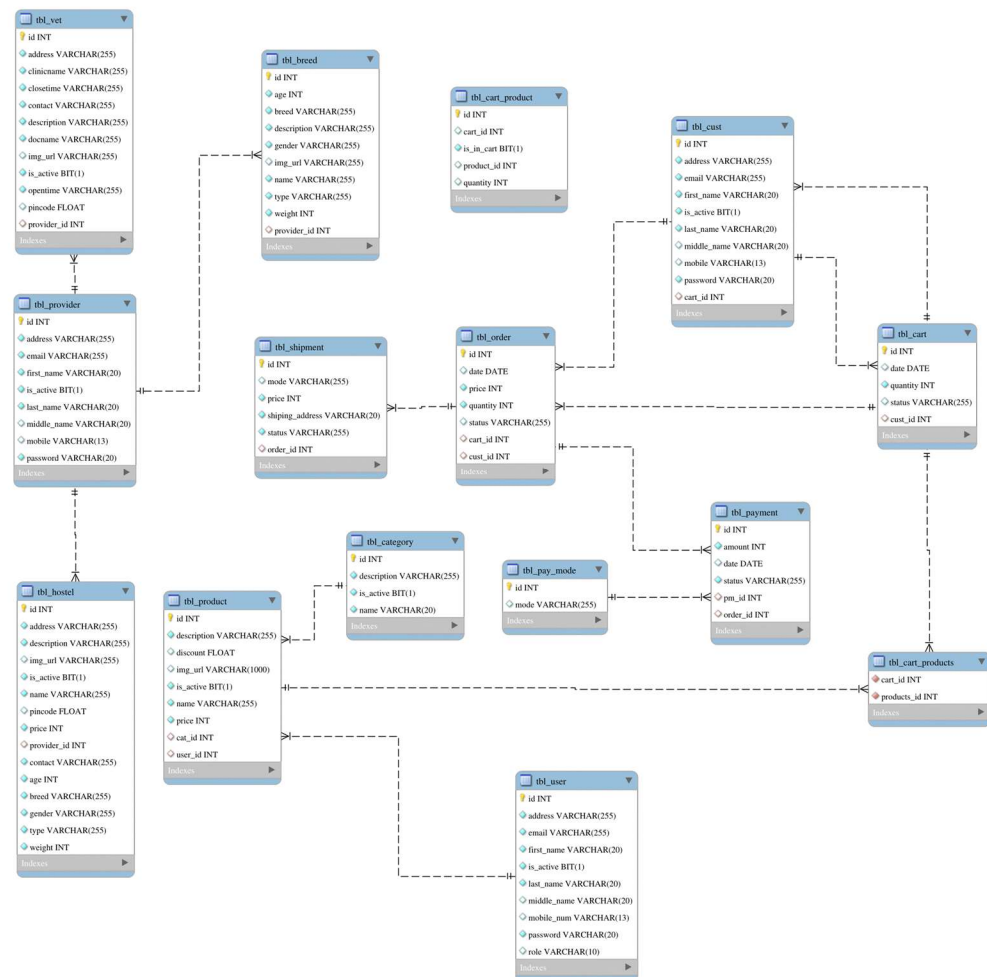 tbl_vet
id INT
address VARCHAR(255)
clinicname VARCHAR(255)
closetime VARCHAR(255)
contact VARCHAR(255)
description VARCHAR(255)
docname VARCHAR(255)
img_url VARCHAR(255)
is_active BIT(1)
opentime VARCHAR(255)
pincode FLOAT
provider_id INT
Indexes
tbl_breed
id INT
age INT
breed VARCHAR(255)
description VARCHAR(255)
gender VARCHAR(255)
img_url VARCHAR(255)
name VARCHAR(255)
type VARCHAR(255)
weight INT
provider_id INT
Indexes
tbl_cart_product
id INT
cart_id INT
is_in_cart BIT(1)
product_id INT
quantity INT
Indexes
tbl_cust
id INT
address VARCHAR(255)
email VARCHAR(255)
first_name VARCHAR(20)
is_active BIT(1)
last_name VARCHAR(20)
middle_name VARCHAR(20)
mobile VARCHAR(13)
password VARCHAR(20)
cart_id INT
Indexes
tbl_provider
id INT
address VARCHAR(255)
email VARCHAR(255)
first_name VARCHAR(20)
is_active BIT(1)
last_name VARCHAR(20)
middle_name VARCHAR(20)
mobile VARCHAR(13)
password VARCHAR(20)
Indexes
tbl_shipment
id INT
mode VARCHAR(255)
price INT
shiping_address VARCHAR(20)
status VARCHAR(255)
order_id INT
Indexes
tbl_order
id INT
date DATE
price INT
quantity INT
status VARCHAR(255)
cart_id INT
cust_id INT
Indexes
tbl_cart
id INT
date DATE
quantity INT
status VARCHAR(255)
cust_id INT
Indexes
tbl_payment
id INT
amount INT
date DATE
status VARCHAR(255)
pm_id INT
order_id INT
Indexes
tbl_category
id INT
description VARCHAR(255)
is_active BIT(1)
name VARCHAR(20)
Indexes
tbl_pay_mode
id INT
mode VARCHAR(255)
Indexes
tbl_hostel
id INT
address VARCHAR(255)
description VARCHAR(255)
img_url VARCHAR(255)
is_active BIT(1)
name VARCHAR(255)
pincode FLOAT
price INT
provider_id INT
contact VARCHAR(255)
age INT
breed VARCHAR(255)
gender VARCHAR(255)
type VARCHAR(255)
weight INT
Indexes
tbl_product
id INT
description VARCHAR(255)
discount FLOAT
img_url VARCHAR(1000)
is_active BIT(1)
name VARCHAR(255)
price INT
cat_id INT
user_id INT
Indexes
tbl_cart_products
cart_id INT
products_id INT
Indexes
tbl_user
id INT
address VARCHAR(255)
email VARCHAR(255)
first_name VARCHAR(20)
is_active BIT(1)
last_name VARCHAR(20)
middle_name VARCHAR(20)
mobile_num VARCHAR(13)
password VARCHAR(20)
role VARCHAR(10)